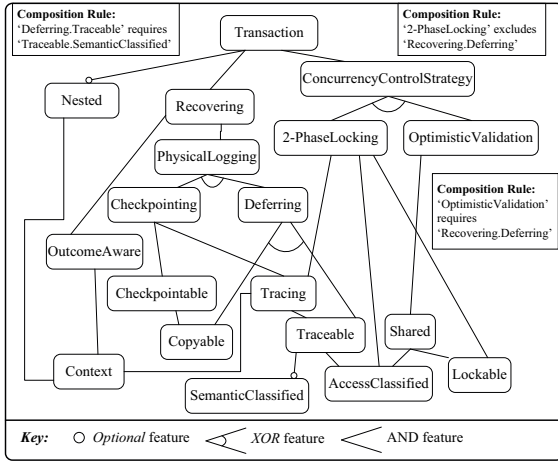 Composition Rule:
'Deferring.Traceable' requires
'Traceable.SemanticClassified'
Transaction
Composition Rule:
'2-PhaseLocking' excludes
'Recovering.Deferring'
ConcurrencyControlStrategy
Nested
Recovering
2-PhaseLocking
OptimisticValidation
PhysicalLogging
Checkpointing
Deferring
Composition Rule:
'OptimisticValidation'
requires
'Recovering.Deferring'
OutcomeAware
Checkpointable
Tracing
Copyable
Traceable
Shared
Context
SemanticClassified
AccessClassified
Lockable
Key: Optional feature XOR feature AND feature